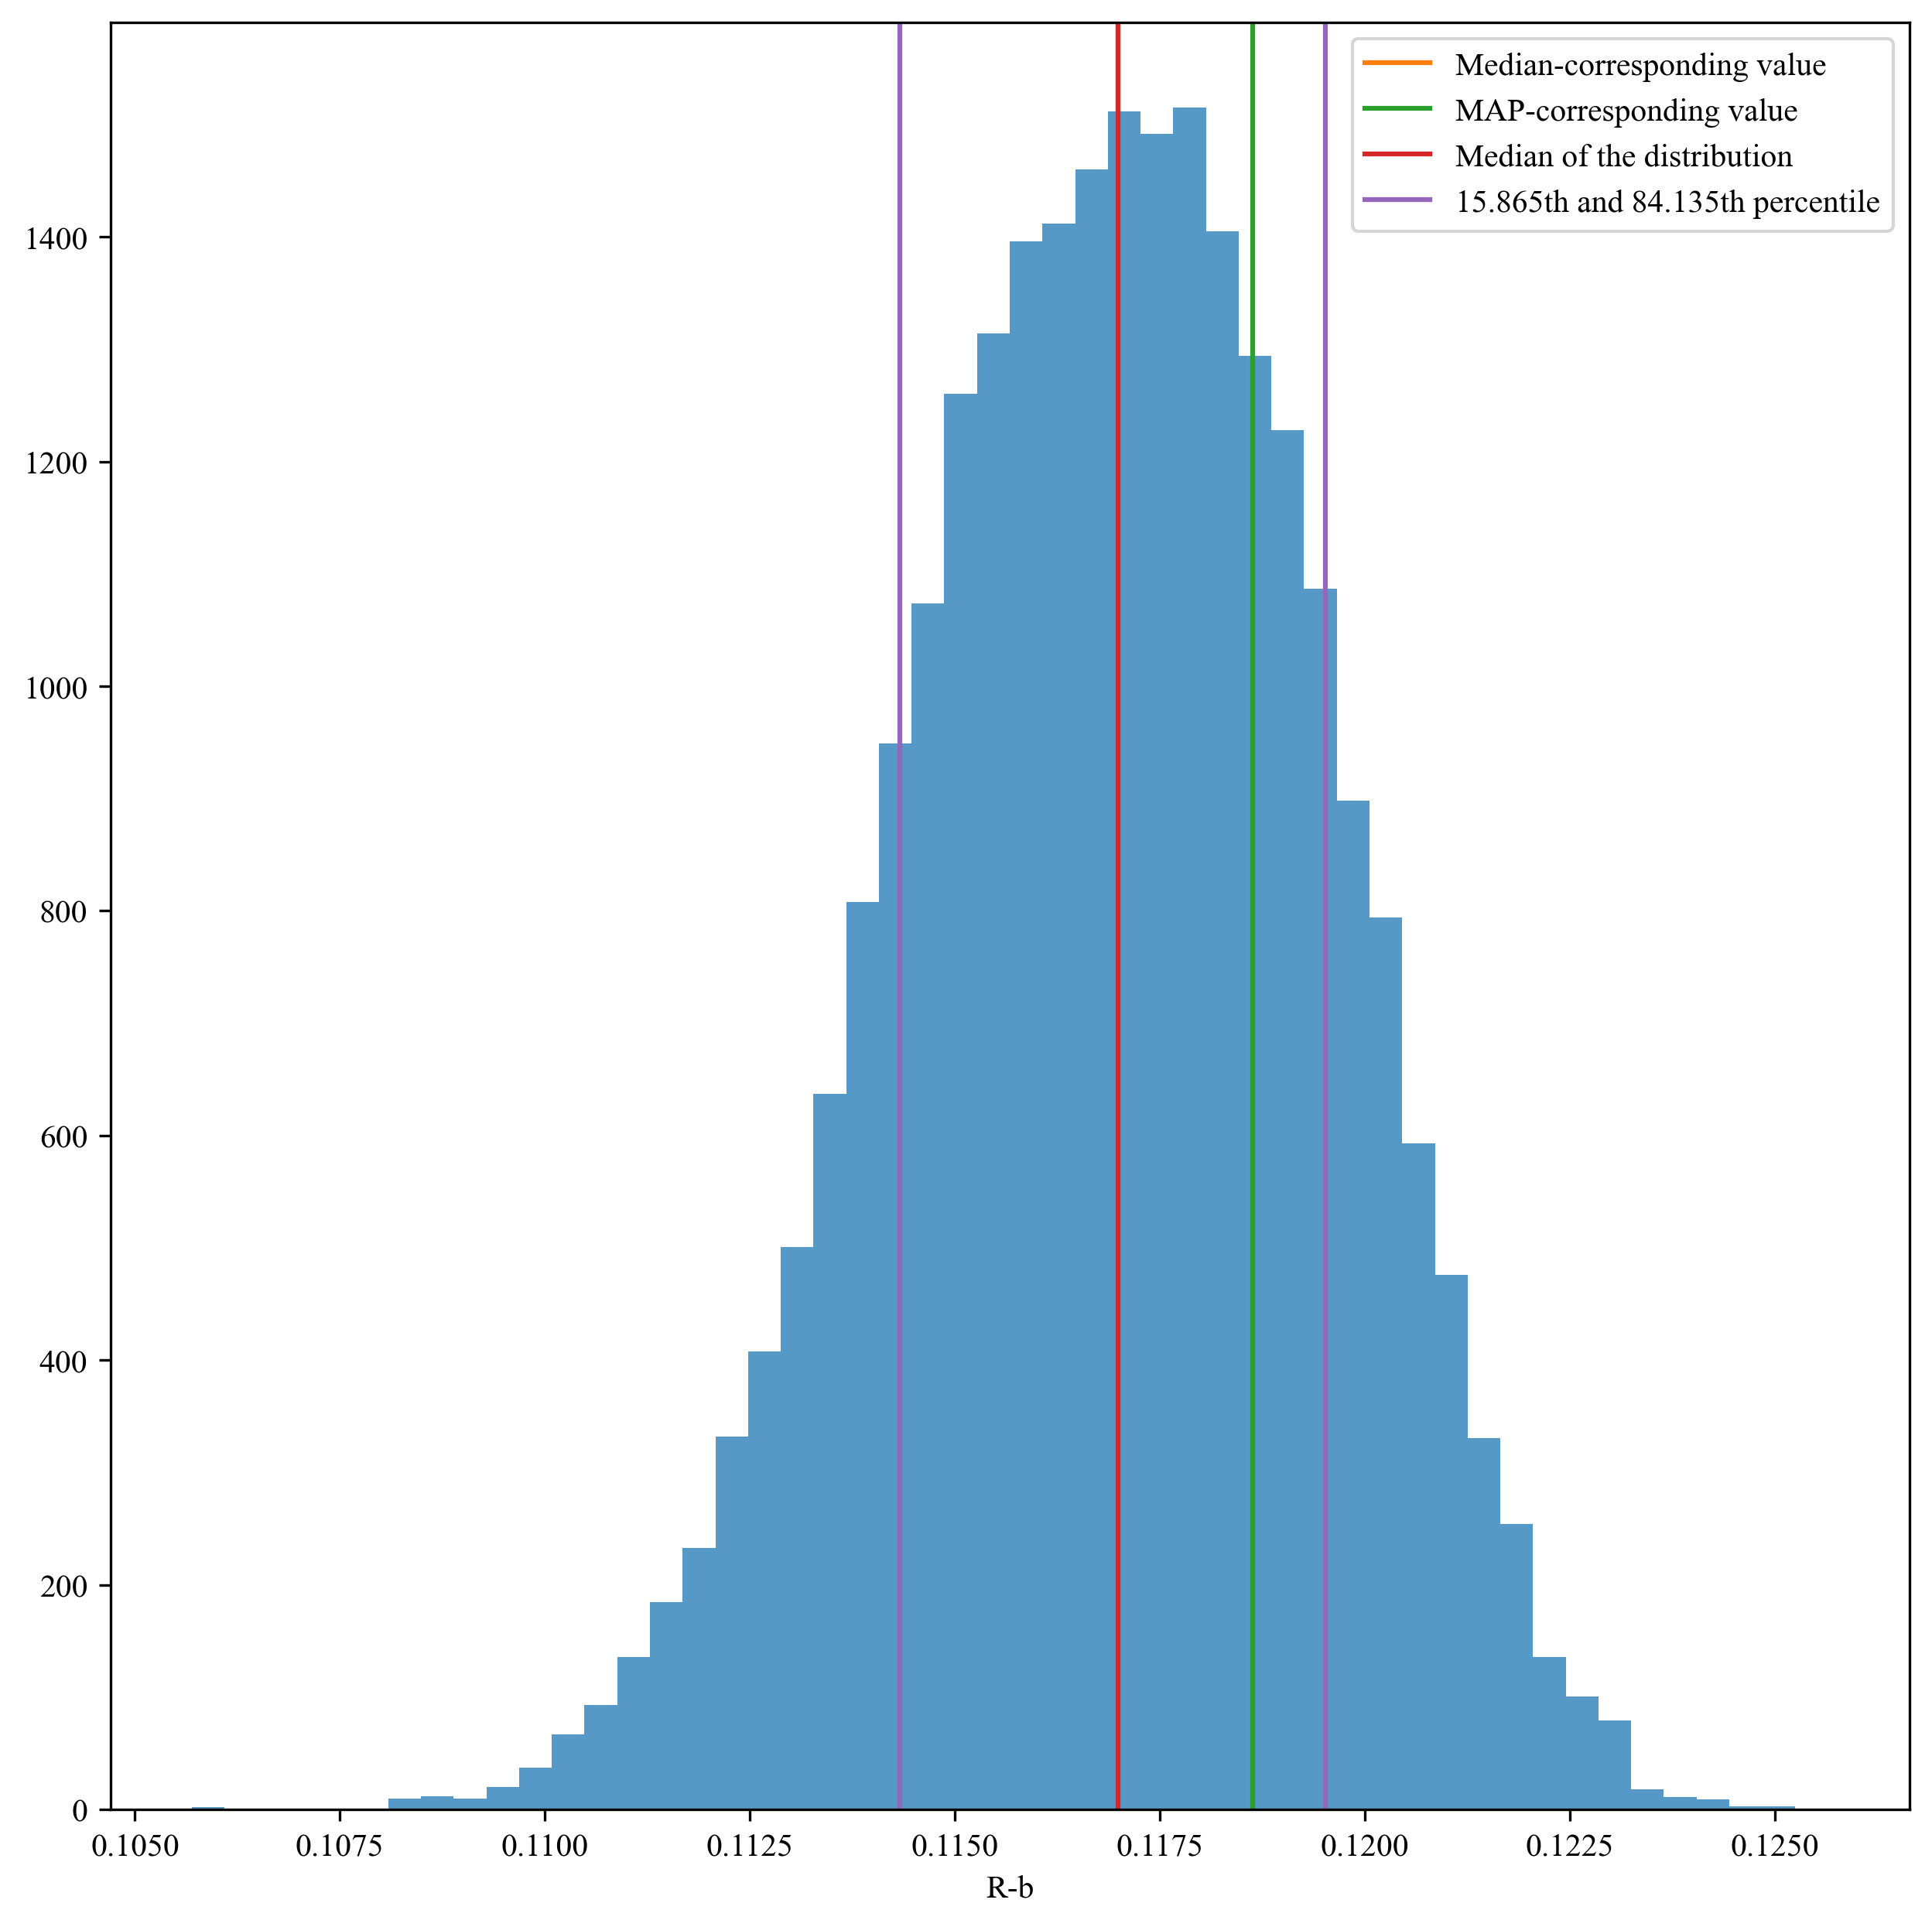 Median-corresponding value
MAP-corresponding value
Median of the distribution
15.865th and 84.135th percentile
1400
1200
1000
800
600
400
200
0
0.1050 0.1075 0.1100 0.1125 0.1150 0.1175 0.1200 0.1225 0.1250
R-b